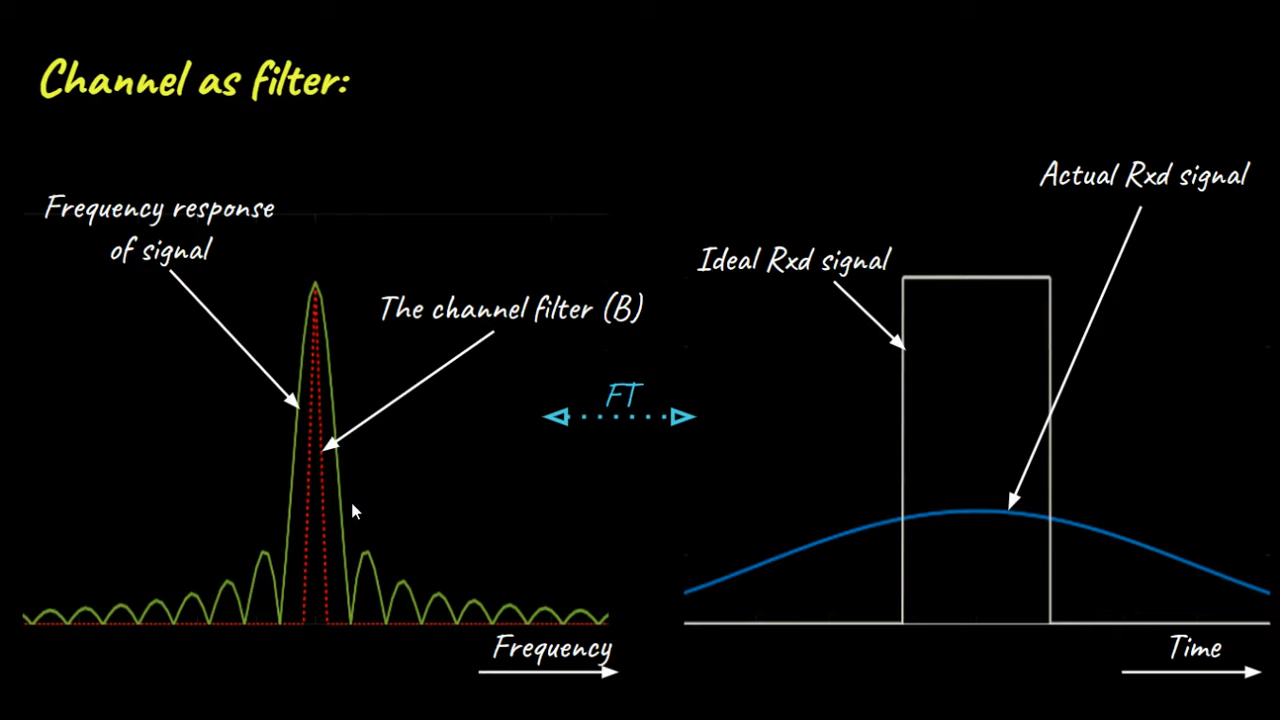 Channel as filter:
Frequency response
of signal
The channel filter (B)
Frequency
FT
Ideal Rxd signal
Actual Rxd signal
Time